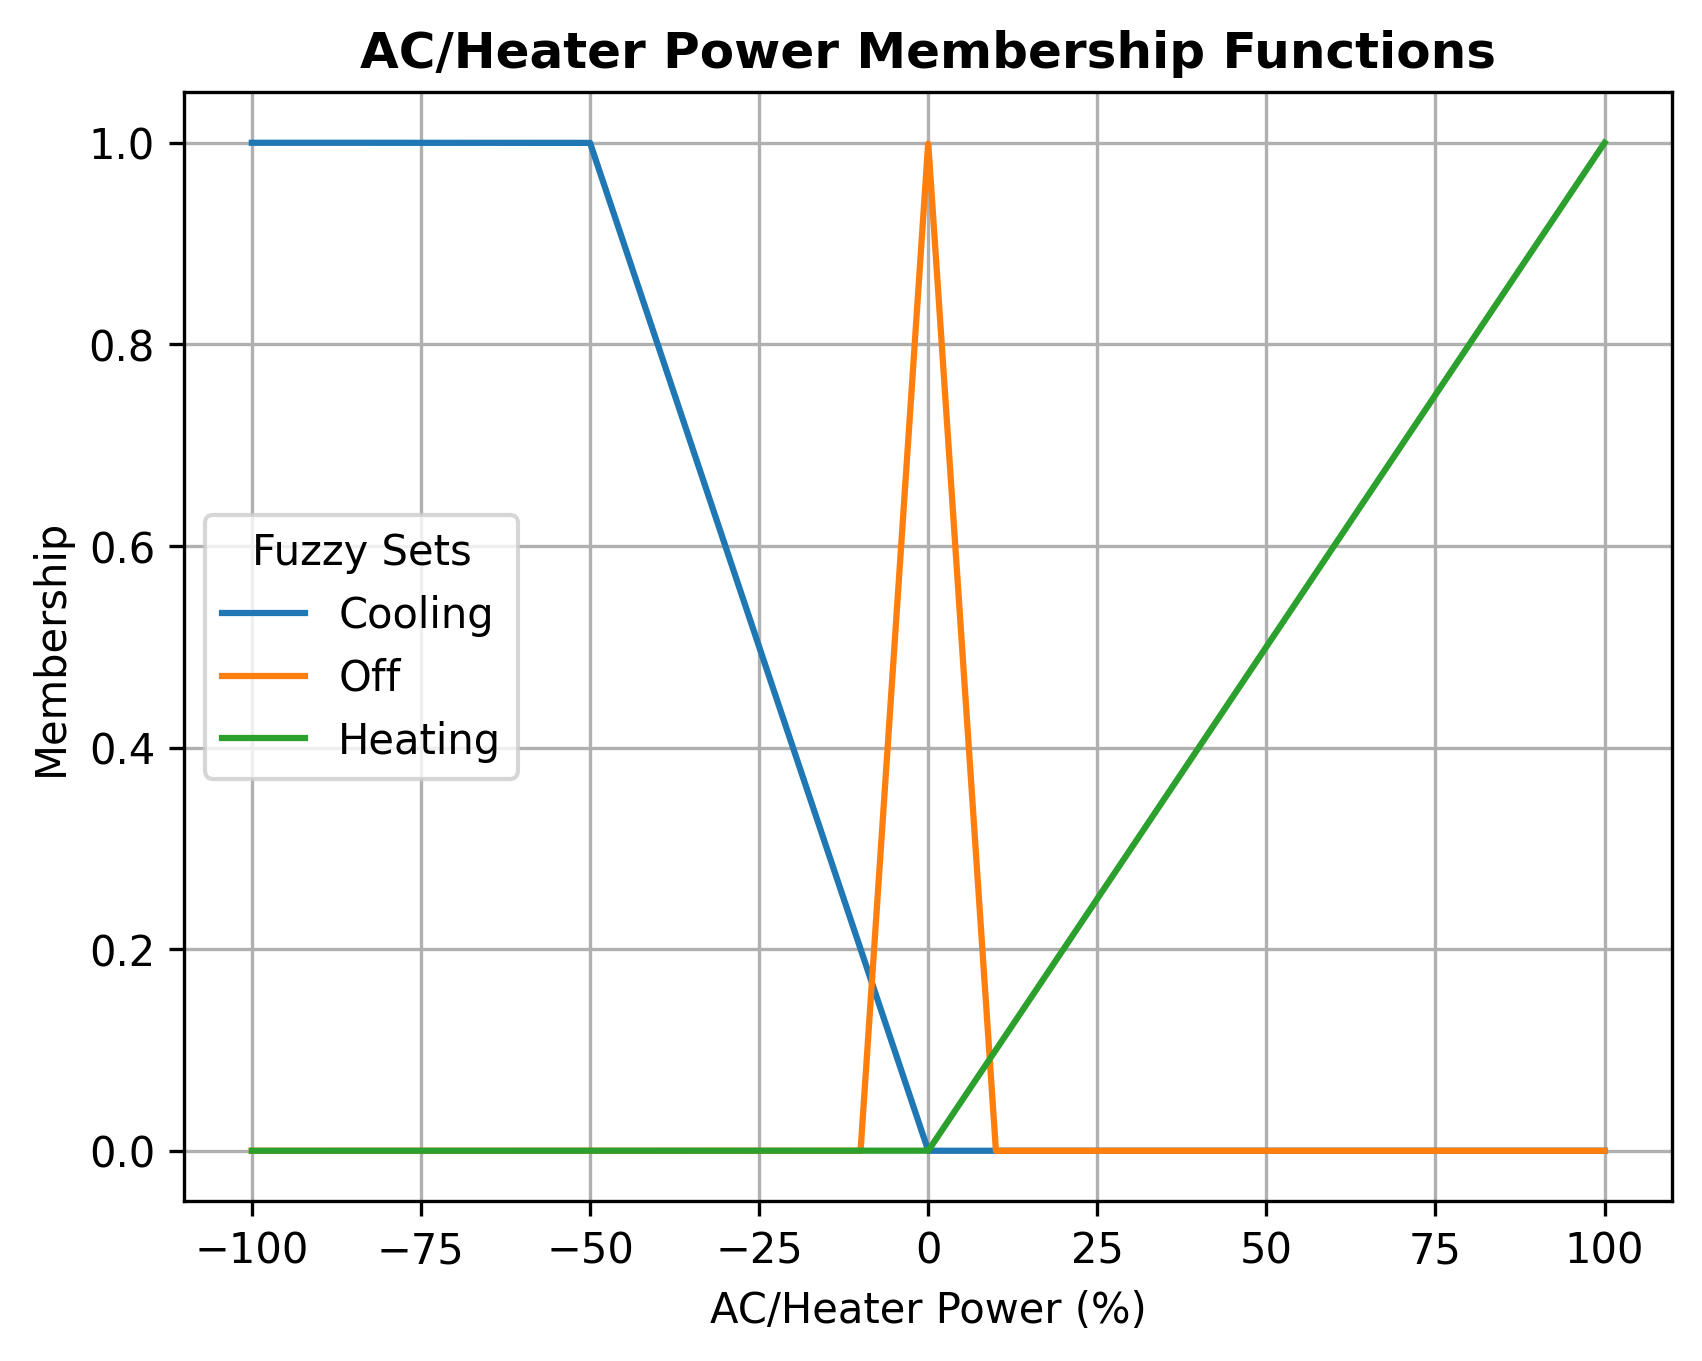 AC/Heater Power Membership Functions
Membership
1.0
0.8
0.6
0.4
0.2
0.0
Fuzzy Sets
Cooling
Off
Heating
−100 −75 −50 −25 0 25 50 75 100
AC/Heater Power (%)